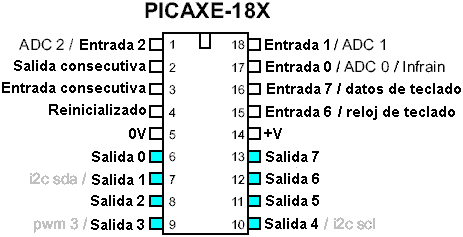 PICAXE-18X
ADC 2 / Entrada 2 1 18 Entrada 1 / ADC 1
Salida consecutiva 2 17 Entrada 0 / ADC 0 / Infrain
Entrada consecutiva 3 16 Entrada 7 / datos de teclado
Reinicializado 4 15 Entrada 6 / reloj de teclado
0V 5 14 +V
Salida 0 6 13 Salida 7
i2c sda / Salida 1 7 12 Salida 6
Salida 2 8 11 Salida 5
pwm 3 / Salida 3 9 10 Salida 4 / i2c scl